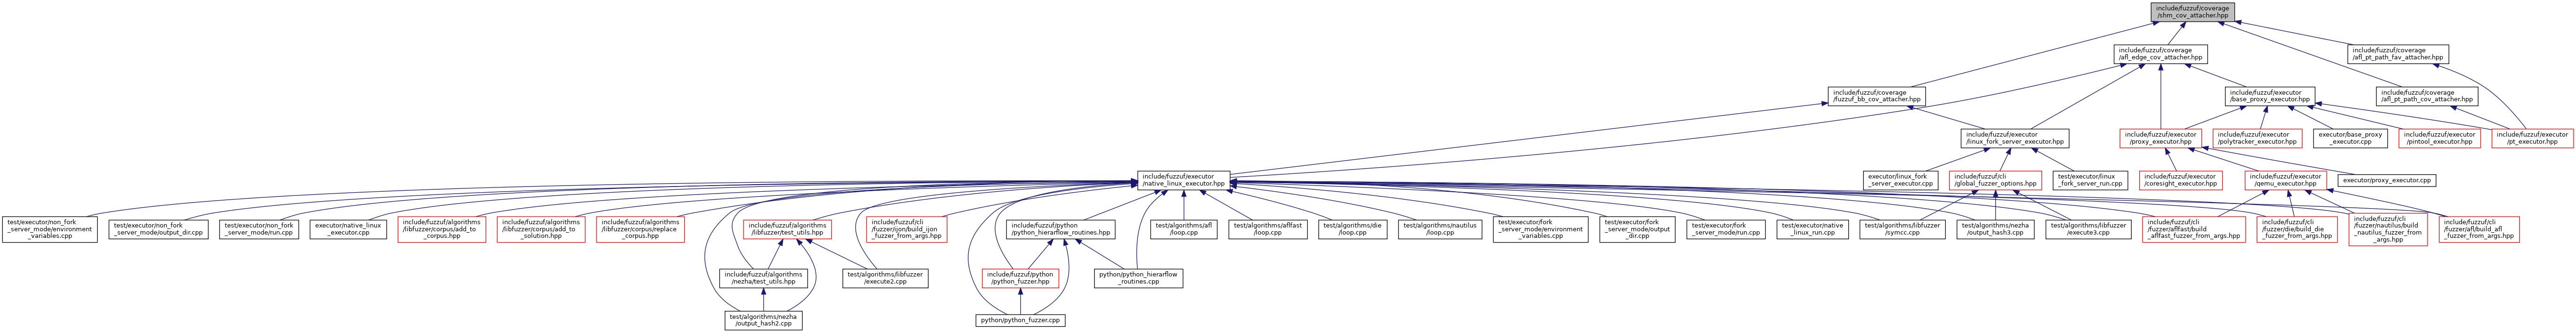 include/fuzzuf/coverage
/shm_cov_attacher.hpp
include/fuzzuf/coverage
/afl_edge_cov_attacher.hpp
include/fuzzuf/coverage
/afl_pt_path_fav_attacher.hpp
include/fuzzuf/coverage
/fuzzuf_bb_cov_attacher.hpp
include/fuzzuf/executor
/base_proxy_executor.hpp
include/fuzzuf/coverage
/afl_pt_path_cov_attacher.hpp
include/fuzzuf/executor
/linux_fork_server_executor.hpp
include/fuzzuf/executor
/proxy_executor.hpp
include/fuzzuf/executor
/polytracker_executor.hpp
executor/base_proxy
_executor.cpp
include/fuzzuf/executor
/pintool_executor.hpp
include/fuzzuf/executor
/pt_executor.hpp
include/fuzzuf/executor
/native_linux_executor.hpp
executor/linux_fork
_server_executor.cpp
include/fuzzuf/cli
/global_fuzzer_options.hpp
test/executor/linux
_fork_server_run.cpp
include/fuzzuf/executor
/coresight_executor.hpp
include/fuzzuf/executor
/qemu_executor.hpp
executor/proxy_executor.cpp
test/executor/non_fork
_server_mode/environment
_variables.cpp
test/executor/non_fork
_server_mode/output_dir.cpp
test/executor/non_fork
_server_mode/run.cpp
executor/native_linux
_executor.cpp
include/fuzzuf/algorithms
/libfuzzer/corpus/add_to
_corpus.hpp
include/fuzzuf/algorithms
/libfuzzer/corpus/add_to
_solution.hpp
include/fuzzuf/algorithms
/libfuzzer/corpus/replace
_corpus.hpp
include/fuzzuf/algorithms
/libfuzzer/test_utils.hpp
include/fuzzuf/cli
/fuzzer/ijon/build_ijon
_fuzzer_from_args.hpp
include/fuzzuf/python
/python_hieraflow_routines.hpp
test/algorithms/afl
/loop.cpp
test/algorithms/aflfast
/loop.cpp
test/algorithms/die
/loop.cpp
test/algorithms/nautilus
/loop.cpp
test/executor/fork
_server_mode/environment
_variables.cpp
test/executor/fork
_server_mode/output
_dir.cpp
test/executor/fork
_server_mode/run.cpp
test/executor/native
_linux_run.cpp
test/algorithms/libfuzzer
/symcc.cpp
test/algorithms/nezha
/output_hash3.cpp
test/algorithms/libfuzzer
/execute3.cpp
include/fuzzuf/cli
/fuzzer/aflfast/build
_aflfast_fuzzer_from_args.hpp
include/fuzzuf/cli
/fuzzer/die/build_die
_fuzzer_from_args.hpp
include/fuzzuf/cli
/fuzzer/nautilus/build
_nautilus_fuzzer_from
_args.hpp
include/fuzzuf/cli
/fuzzer/afl/build_afl
_fuzzer_from_args.hpp
include/fuzzuf/algorithms
/nezha/test_utils.hpp
test/algorithms/libfuzzer
/execute2.cpp
include/fuzzuf/python
/python_fuzzer.hpp
python/python_hierarflow
_routines.cpp
test/algorithms/nezha
/output_hash2.cpp
python/python_fuzzer.cpp